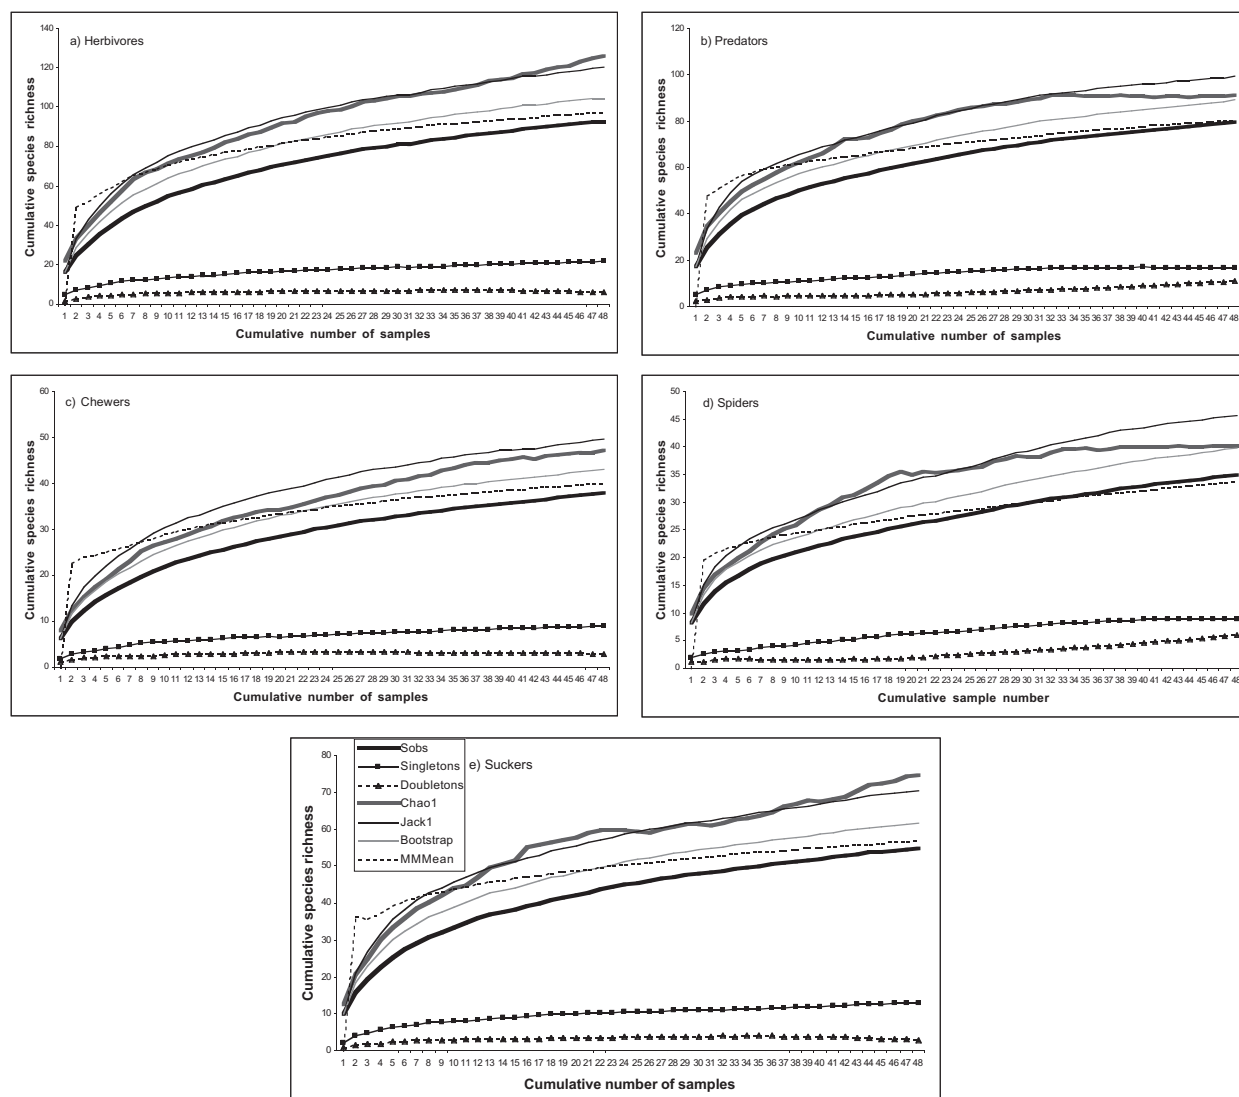 a) Herbivores
Cumulative species richness
140
120
100
80
60
40
20
0
1 2 3 4 5 6 7 8 9 10 11 12 13 14 15 16 17 18 19 20 21 22 23 24 25 26 27 28 29 30 31 32 33 34 35 36 37 38 39 40 41 42 43 44 45 46 47 48
Cumulative number of samples
b) Predators
Cumulative species richness
120
100
80
60
40
20
0
1 2 3 4 5 6 7 8 9 10 11 12 13 14 15 16 17 18 19 20 21 22 23 24 25 26 27 28 29 30 31 32 33 34 35 36 37 38 39 40 41 42 43 44 45 46 47 48
Cumulative number of samples
c) Chewers
Cumulative species richness
60
50
40
30
20
10
0
1 2 3 4 5 6 7 8 9 10 11 12 13 14 15 16 17 18 19 20 21 22 23 24 25 26 27 28 29 30 31 32 33 34 35 36 37 38 39 40 41 42 43 44 45 46 47 48
Cumulative number of samples
d) Spiders
Cumulative species richness
50
45
40
35
30
25
20
15
10
5
0
1 2 3 4 5 6 7 8 9 10 11 12 13 14 15 16 17 18 19 20 21 22 23 24 25 26 27 28 29 30 31 32 33 34 35 36 37 38 39 40 41 42 43 44 45 46 47 48
Cumulative sample number
e) Suckers
Sobs
Singletons
Doubletons
Chao1
Jack1
Bootstrap
MMMean
Cumulative species richness
80
70
60
50
40
30
20
10
0
1 2 3 4 5 6 7 8 9 10 11 12 13 14 15 16 17 18 19 20 21 22 23 24 25 26 27 28 29 30 31 32 33 34 35 36 37 38 39 40 41 42 43 44 45 46 47 48
Cumulative number of samples